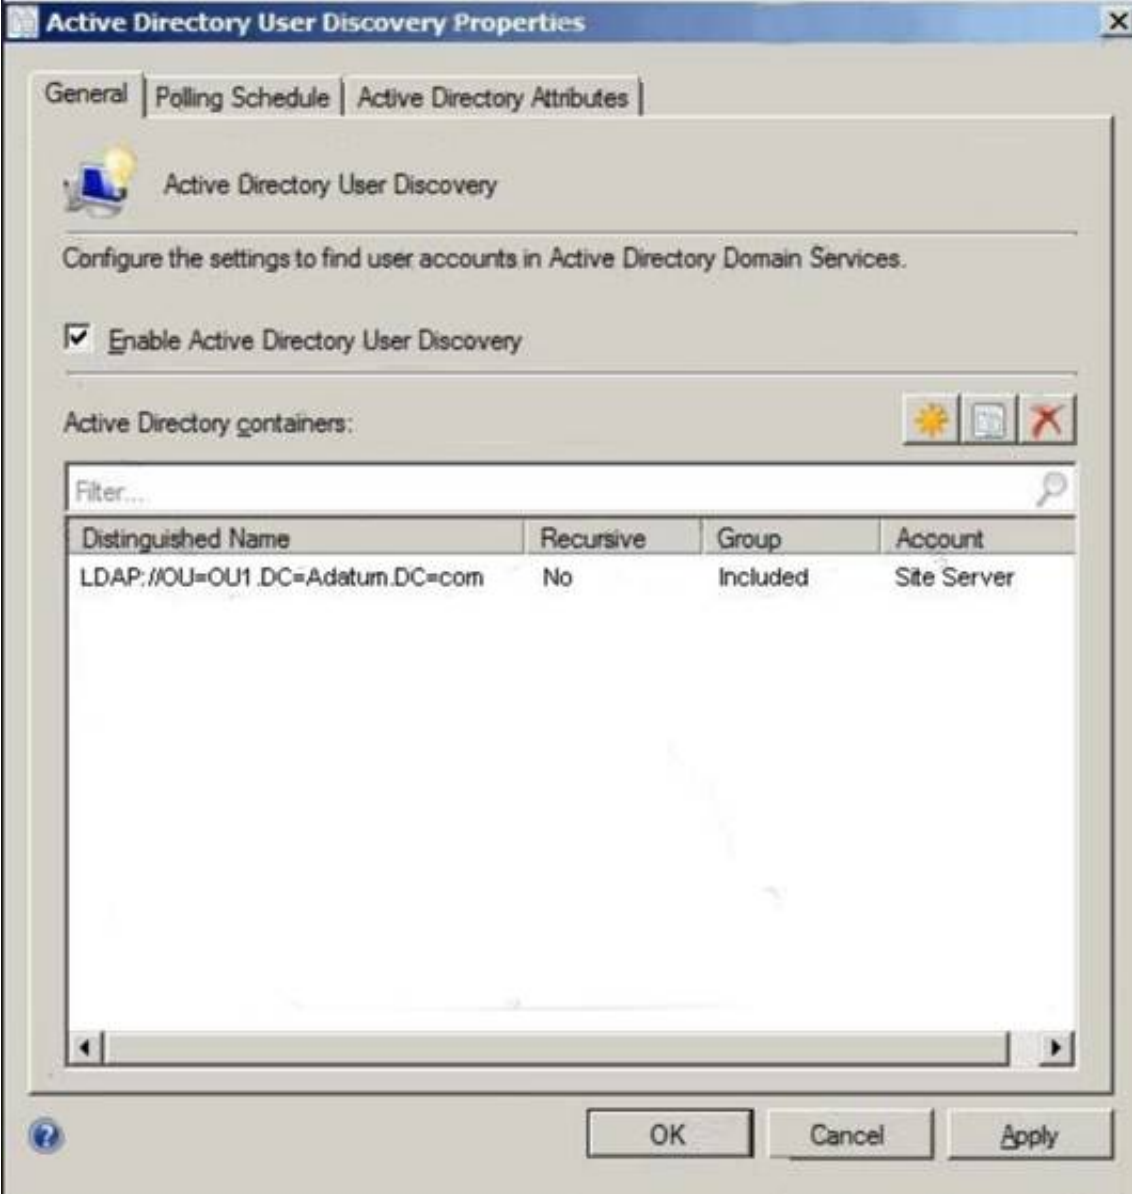 Active Directory User Discovery Properties
General
Polling Schedule
Active Directory Attributes
Active Directory User Discovery
Configure the settings to find user accounts in Active Directory Domain Services.
Enable Active Directory User Discovery
Active Directory containers:
Filter...
Distinguished Name Recursive Group Account
LDAP://OU=OU1.DC=Adatum.DC=com No Included Site Server
OK Cancel Apply